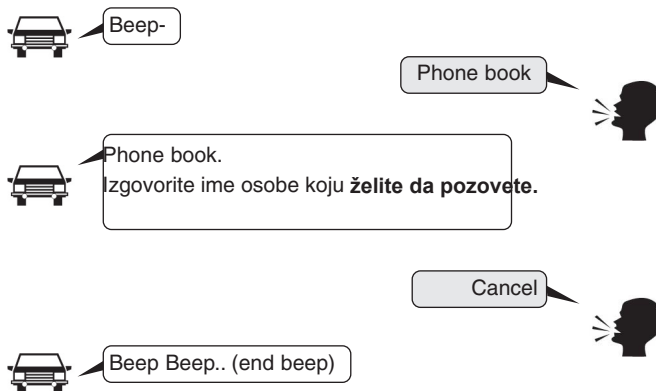 Beep-
Phone book
Phone book.
Izgovorite ime osobe koju želite da pozovete.
Cancel
Beep Beep.. (end beep)